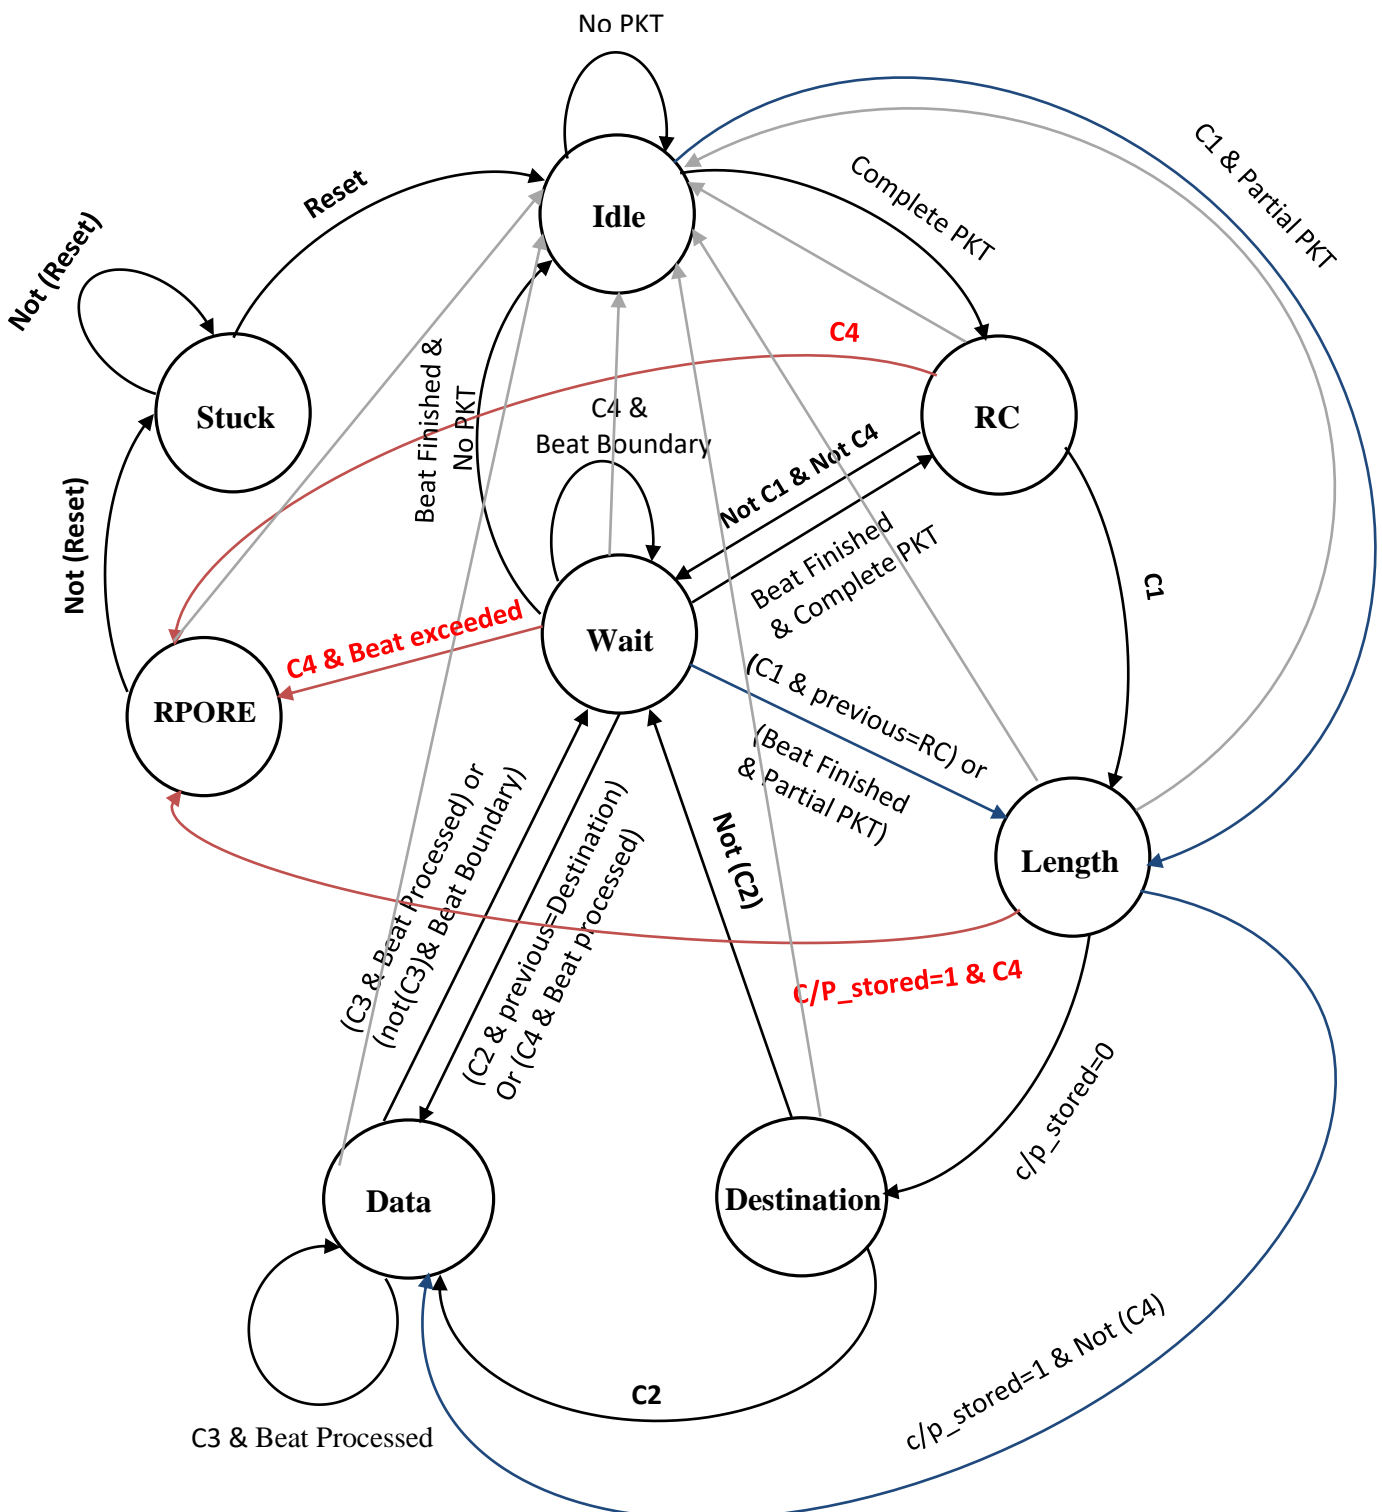 No PKT
C1 & Partial PKT
Complete PKT
Reset
Idle
Not (Reset)
C4
Beat Finished &
No PKT
C4 &
Beat Boundary
Stuck
RC
Not C1 & Not C4
Beat Finished
& Complete PKT
Not (Reset)
C1
C4 & Beat exceeded
Wait
(C1 & previous=RC) or
(Beat Finished
& Partial PKT)
RPORE
(C3 & Beat Processed) or
(not(C3)& Beat Boundary)
(C2 & previous=Destination)
Or (C4 & Beat processed)
Not (C2)
Length
C/P_stored=1 & C4
c/p_stored=0
Data
Destination
C2
c/p_stored=1 & Not (C4)
C3 & Beat Processed